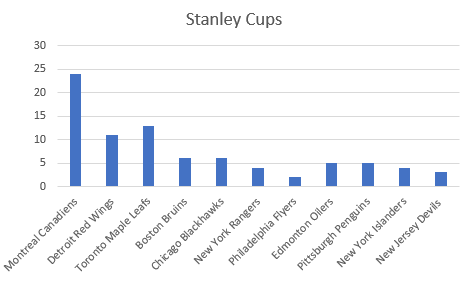 Stanley Cups
30
25
20
15
10
5
0
Montreal Canadiens
Detroit Red Wings
Toronto Maple Leafs
Boston Bruins
Chicago Blackhawks
New York Rangers
Philadelphia Flyers
Edmonton Oilers
Pittsburgh Penguins
New York Islanders
New Jersey Devils